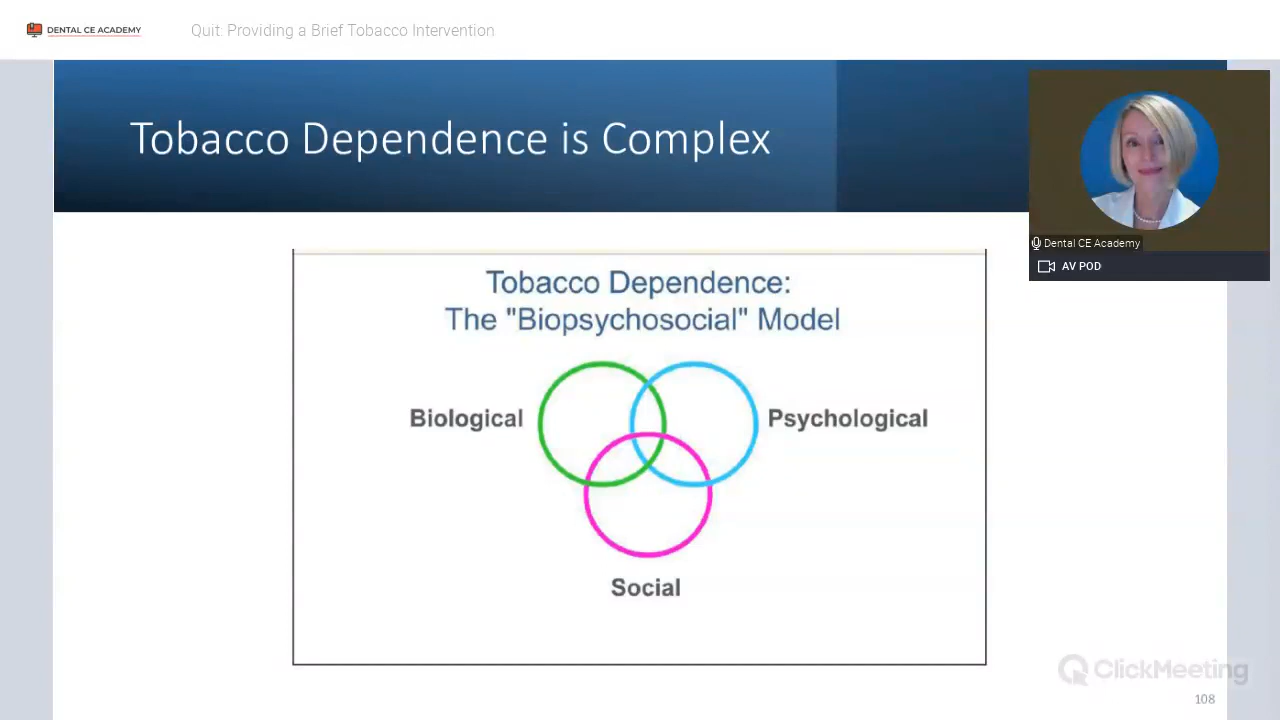 DENTAL CE ACADEMY
Quit: Providing a Brief Tobacco Intervention
Tobacco Dependence is Complex
Dental CE Academy
AV POD
Tobacco Dependence:
The "Biopsychosocial" Model
Biological
Psychological
Social
ClickMeeting
108